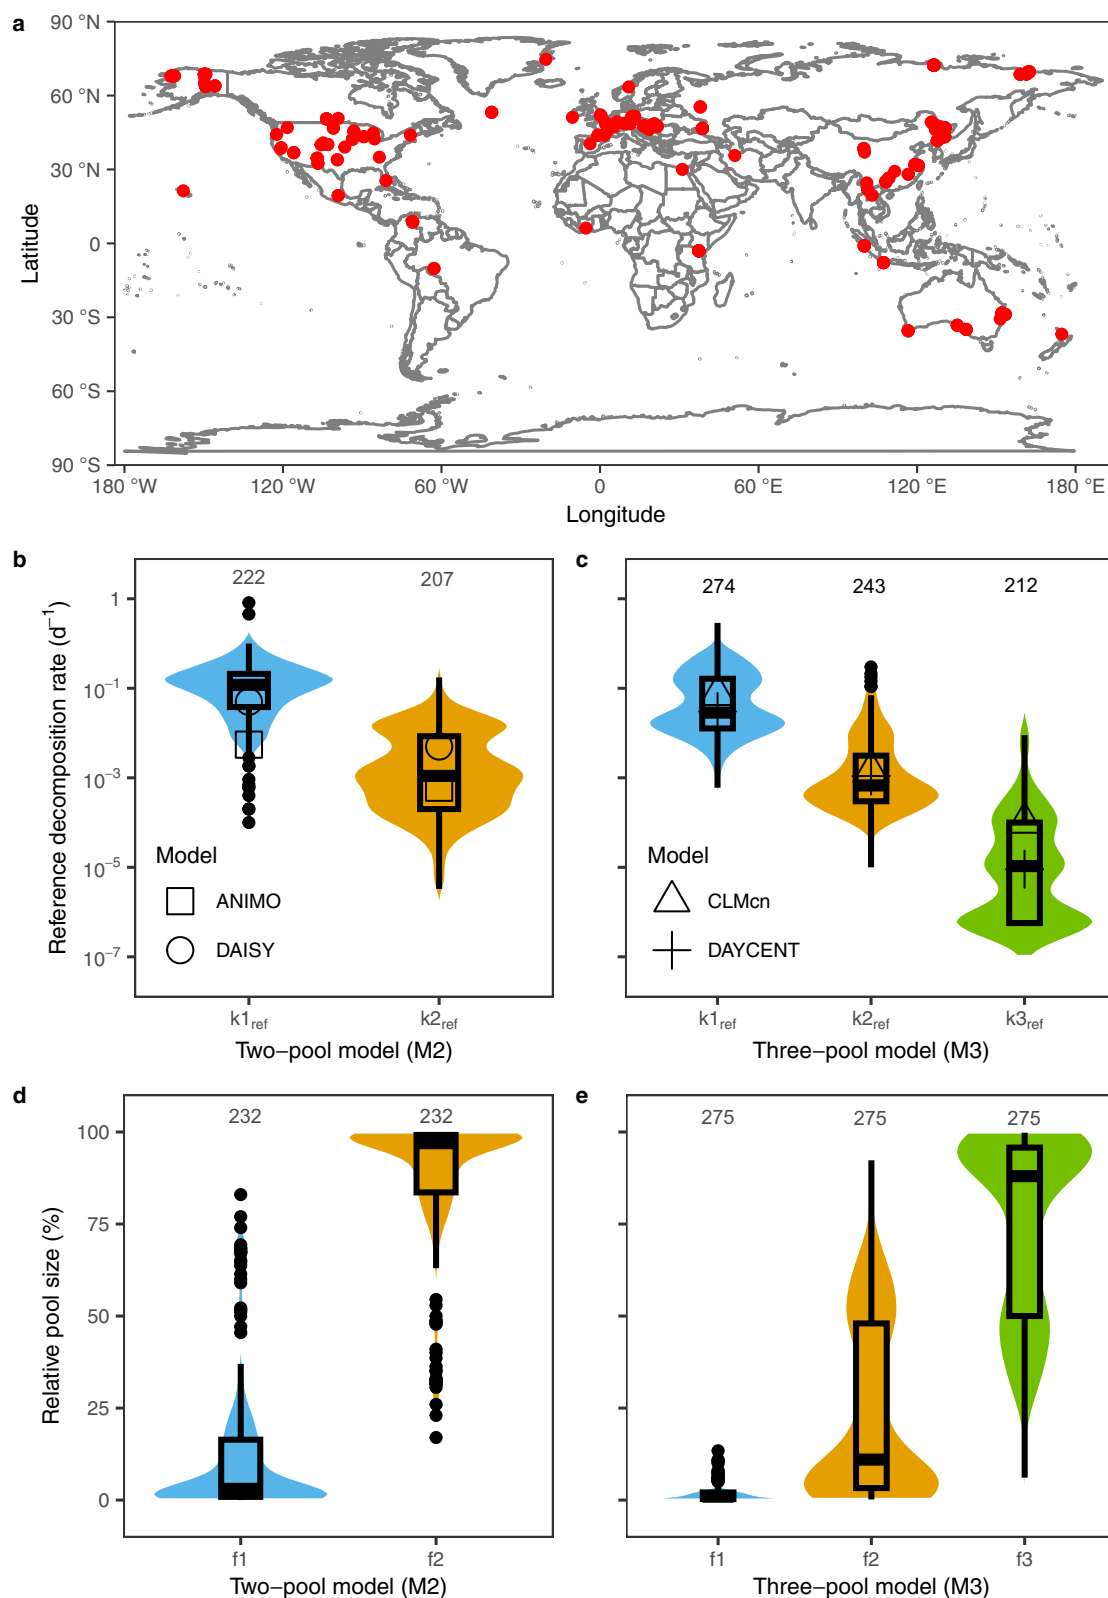 a
90 °N
60 °N
30 °N
0
30 °S
60 °S
90 °S
Latitude
180 °W
120 °W
60 °W
0
60 °E
120 °E
180 °E
Longitude
b
222
207
1
10⁻¹
10⁻³
10⁻⁵
10⁻⁷
Reference decomposition rate (d⁻¹)
Model
ANIMO
DAISY
k1ref
k2ref
Two−pool model (M2)
c
274
243
212
Model
CLMcn
DAYCENT
k1ref
k2ref
k3ref
Three−pool model (M3)
d
232
232
100
75
50
25
0
Relative pool size (%)
f1
f2
Two−pool model (M2)
e
275
275
275
f1
f2
f3
Three−pool model (M3)